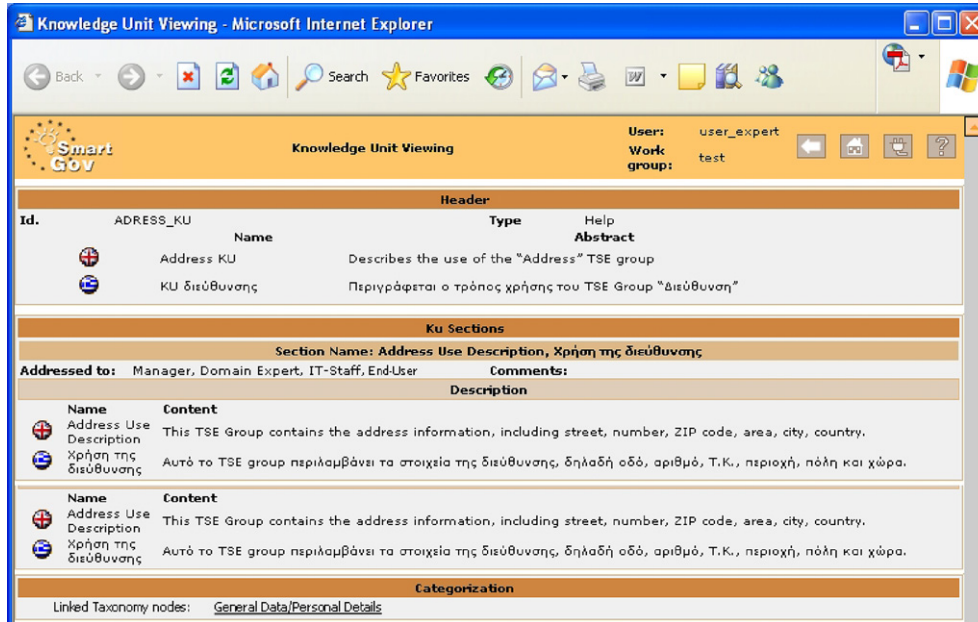 Knowledge Unit Viewing - Microsoft Internet Explorer
Back Search Favorites W
Smart Gov
Knowledge Unit Viewing
User: user_expert
Work group: test
?
Header
Id. ADRESS_KU Type Help
Name Abstract
Address KU Describes the use of the "Address" TSE group
KU διεύθυνσης Περιγράφεται ο τρόπος χρήσης του TSE Group "Διεύθυνση"
Ku Sections
Section Name: Address Use Description, Χρήση της διεύθυνσης
Addressed to: Manager, Domain Expert, IT-Staff, End-User Comments:
Description
Name Content
Address Use Description This TSE Group contains the address information, including street, number, ZIP code, area, city, country.
Χρήση της διεύθυνσης Αυτό το TSE group περιλαμβάνει τα στοιχεία της διεύθυνσης, δηλαδή οδό, αριθμό, Τ.Κ., περιοχή, πόλη και χώρα.
Name Content
Address Use Description This TSE Group contains the address information, including street, number, ZIP code, area, city, country.
Χρήση της διεύθυνσης Αυτό το TSE group περιλαμβάνει τα στοιχεία της διεύθυνσης, δηλαδή οδό, αριθμό, Τ.Κ., περιοχή, πόλη και χώρα.
Categorization
Linked Taxonomy nodes: General Data/Personal Details